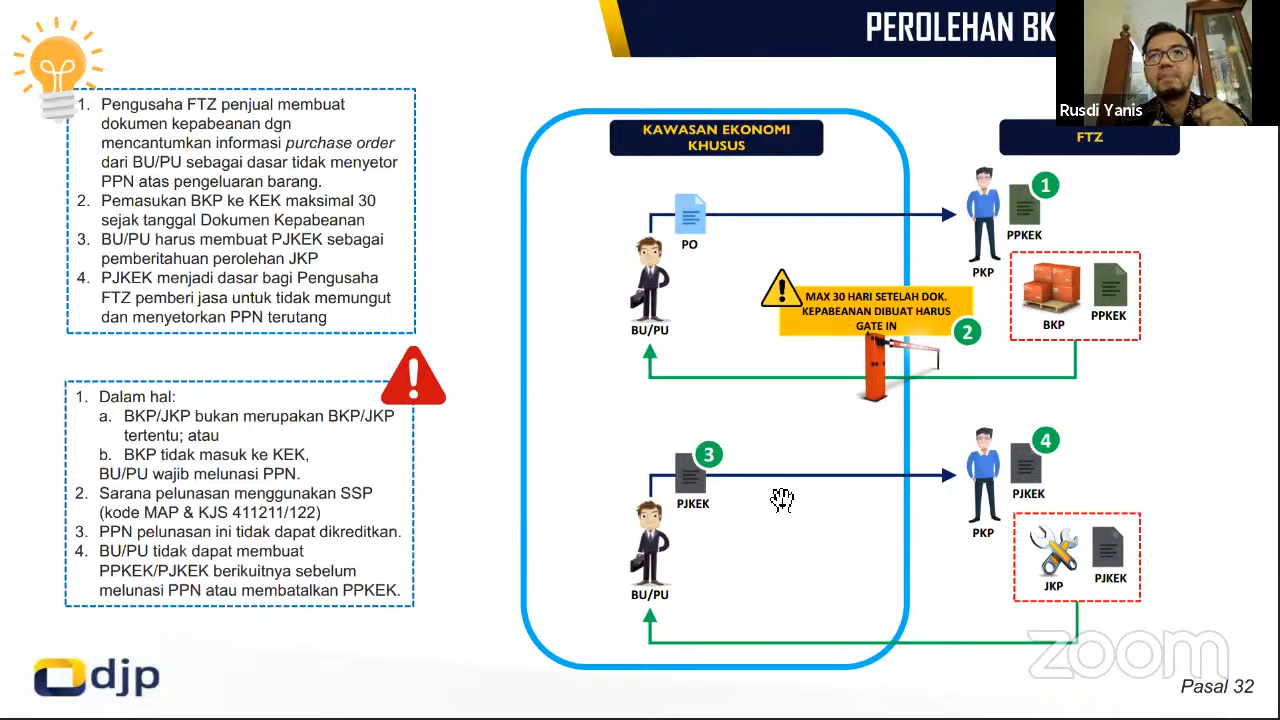 PEROLEHAN BK
Rusdi Yanis
1. Pengusaha FTZ penjual membuat
dokumen kepabeanan dgn
mencantumkan informasi purchase order
dari BU/PU sebagai dasar tidak menyetor
PPN atas pengeluaran barang.
2. Pemasukan BKP ke KEK maksimal 30
sejak tanggal Dokumen Kepabeanan
3. BU/PU harus membuat PJKEK sebagai
pemberitahuan perolehan JKP
4. PJKEK menjadi dasar bagi Pengusaha
FTZ pemberi jasa untuk tidak memungut
dan menyetorkan PPN terutang
1. Dalam hal:
a. BKP/JKP bukan merupakan BKP/JKP
tertentu; atau
b. BKP tidak masuk ke KEK,
BU/PU wajib melunasi PPN.
2. Sarana pelunasan menggunakan SSP
(kode MAP & KJS 411211/122)
3. PPN pelunasan ini tidak dapat dikreditkan.
4. BU/PU tidak dapat membuat
PPKEK/PJKEK berikuitnya sebelum
melunasi PPN atau membatalkan PPKEK.
KAWASAN EKONOMI
KHUSUS
FTZ
PO
BU/PU
1
PPKEK
PKP
MAX 30 HARI SETELAH DOK.
KEPABEANAN DIBUAT HARUS
GATE IN
2
BKP
PPKEK
3
PJKEK
BU/PU
4
PJKEK
PKP
JKP
PJKEK
djp
zoom
Pasal 32